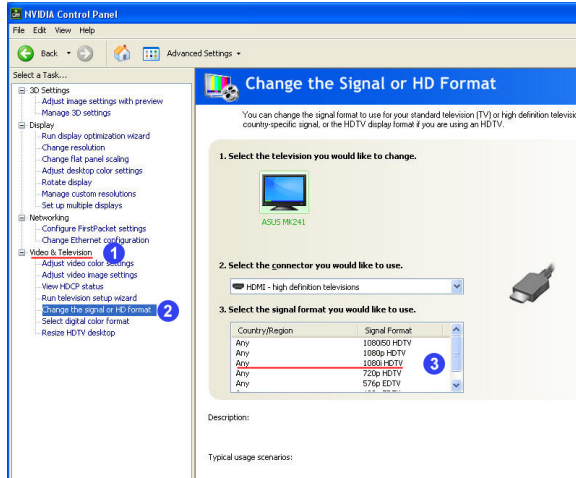 NVIDIA Control Panel
File Edit View Help
Back Advanced Settings
Select a Task...
3D Settings
Adjust image settings with preview
Manage 3D settings
Display
Run display optimization wizard
Change resolution
Change flat panel scaling
Adjust desktop color settings
Rotate display
Manage custom resolutions
Set up multiple displays
Networking
Configure FirstPacket settings
Change Ethernet configuration
Video & Television
1
Adjust video color settings
Adjust video image settings
View HDCP status
Run television setup wizard
Change the signal or HD format
2
Select digital color format
Resize HDTV desktop
Change the Signal or HD Format
You can change the signal format to use for your standard television (TV) or high definition televisio
country-specific signal, or the HDTV display format if you are using an HDTV.
1. Select the television you would like to change.
ASUS MK241
2. Select the connector you would like to use.
HDMI - high definition televisions
3. Select the signal format you would like to use.
Country/Region Signal Format
Any 1080i50 HDTV
Any 1080p HDTV
Any 1080i HDTV
3
Any 720p HDTV
Any 576p EDTV
Description:
Typical usage scenarios: